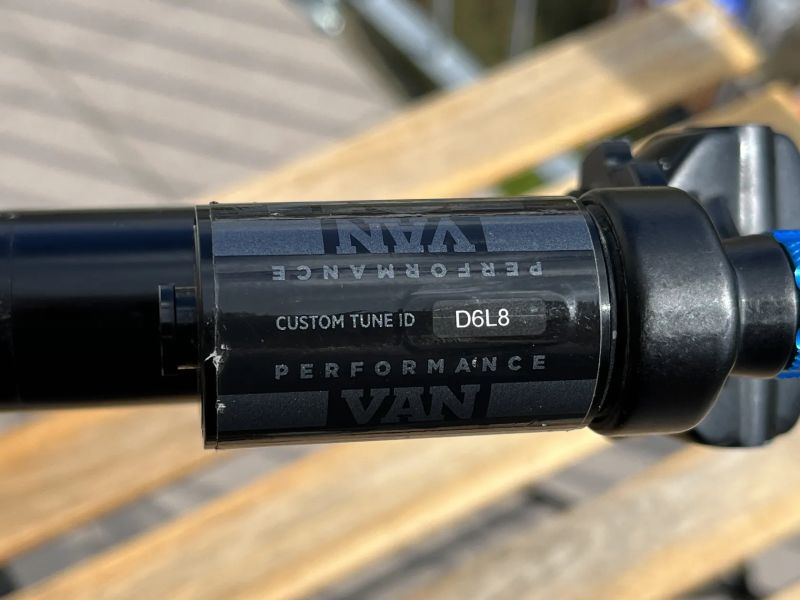 VAN
PERFORMANCE
CUSTOM TUNE ID D6L8
PERFORMANCE
VAN